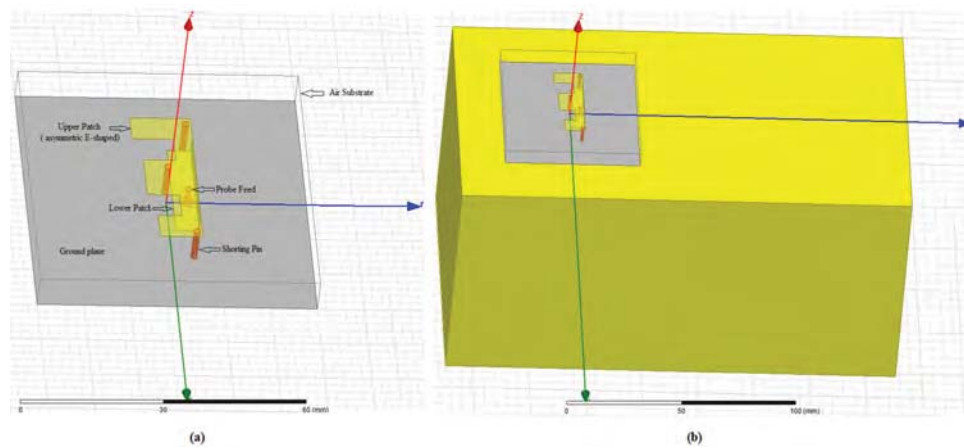 Z
Air Substrate
Upper Patch
( asymmetric E-shaped)
Probe Feed
Lower Patch
Shorting Pin
Ground plane
0 30 60 (mm)
0 50 100 (mm)
(a) (b)